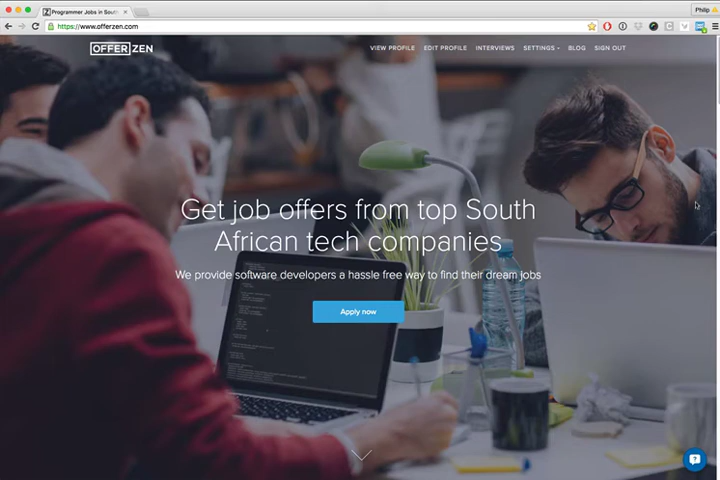 Programmer Jobs in South
Philip
https://www.offerzen.com
OFFERZEN
VIEW PROFILE EDIT PROFILE INTERVIEWS SETTINGS BLOG SIGN OUT
Get job offers from top South
African tech companies
We provide software developers a hassle free way to find their dream jobs
Apply now